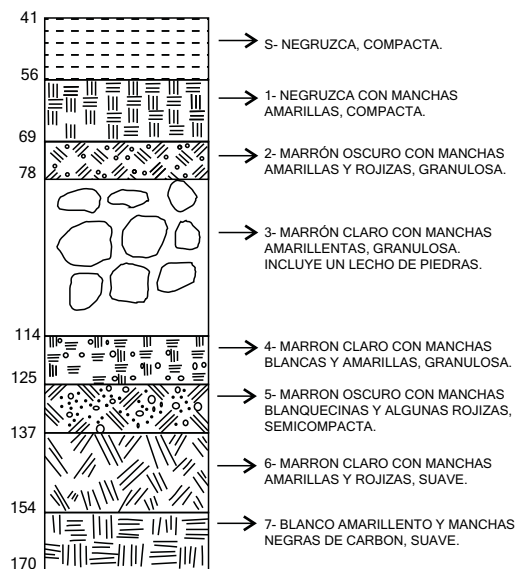 41
S- NEGRUZCA, COMPACTA.
56
1- NEGRUZCA CON MANCHAS
AMARILLAS, COMPACTA.
69
2- MARRÓN OSCURO CON MANCHAS
AMARILLAS Y ROJIZAS, GRANULOSA.
78
3- MARRÓN CLARO CON MANCHAS
AMARILLENTAS, GRANULOSA.
INCLUYE UN LECHO DE PIEDRAS.
114
4- MARRON CLARO CON MANCHAS
BLANCAS Y AMARILLAS, GRANULOSA.
125
5- MARRON OSCURO CON MANCHAS
BLANQUECINAS Y ALGUNAS ROJIZAS,
SEMICOMPACTA.
137
6- MARRON CLARO CON MANCHAS
AMARILLAS Y ROJIZAS, SUAVE.
154
7- BLANCO AMARILLENTO Y MANCHAS
NEGRAS DE CARBON, SUAVE.
170